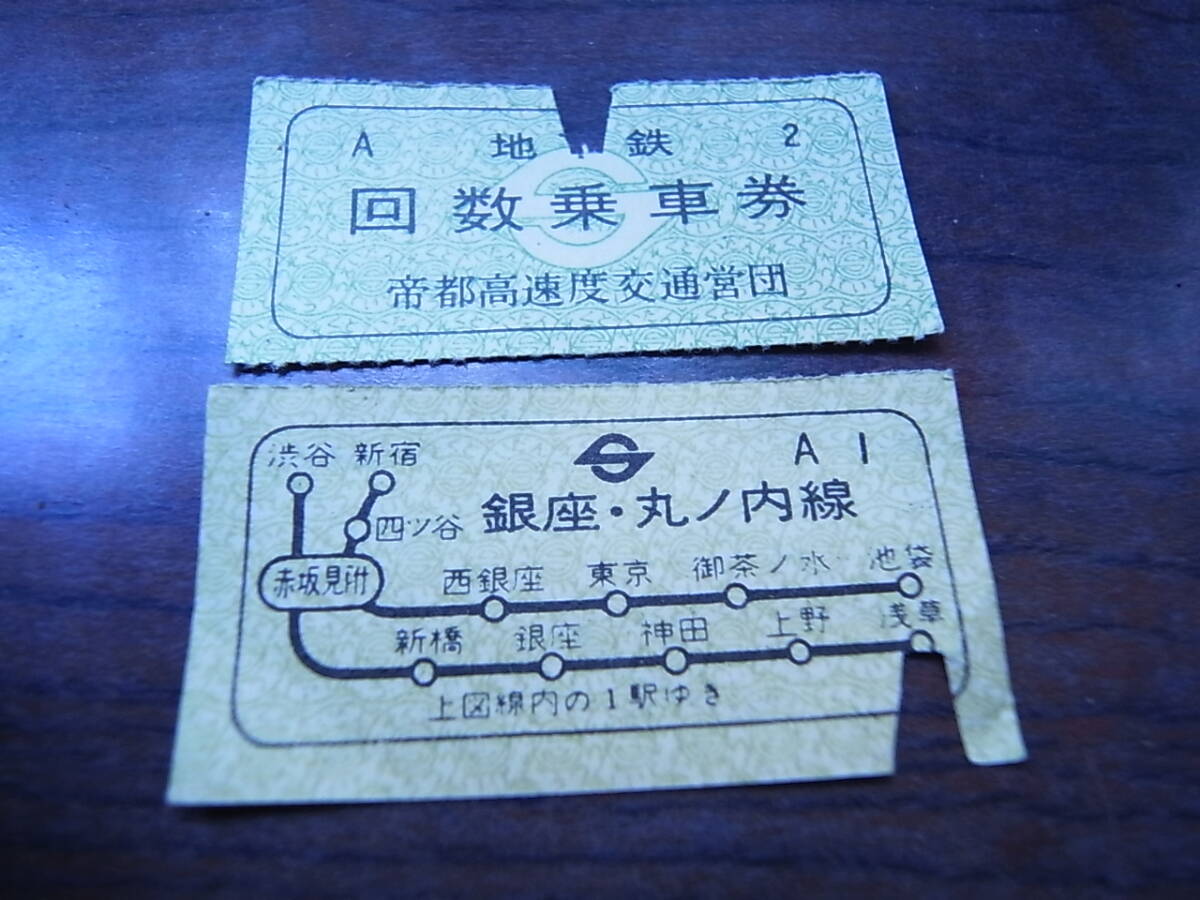 A 地下鉄 2
回数乗車券
帝都高速度交通営団
A 1
渋谷 新宿
銀座・丸ノ内線
四ツ谷
赤坂見附
西銀座 東京 御茶ノ水 池袋
新橋 銀座 神田 上野 浅草
上図線内の1駅ゆき